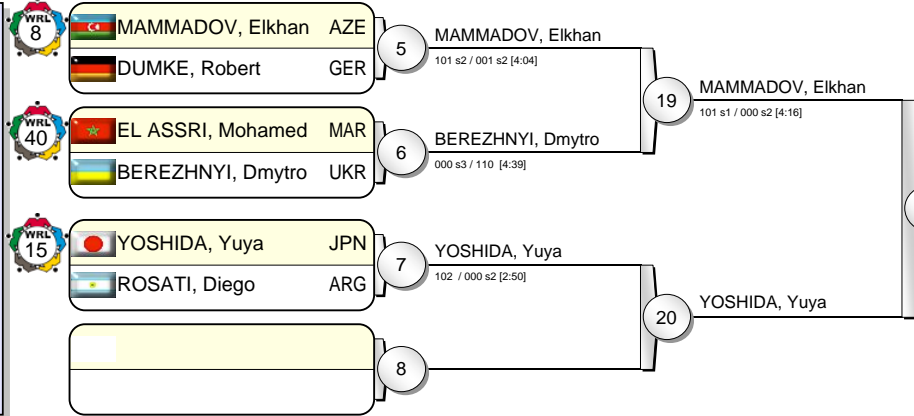 WRL
8
MAMMADOV, Elkhan AZE
DUMKE, Robert GER
5
MAMMADOV, Elkhan
101 s2 / 001 s2 [4:04]
WRL
40
EL ASSRI, Mohamed MAR
BEREZHNYI, Dmytro UKR
6
BEREZHNYI, Dmytro
000 s3 / 110 [4:39]
19
MAMMADOV, Elkhan
101 s1 / 000 s2 [4:16]
WRL
15
YOSHIDA, Yuya JPN
ROSATI, Diego ARG
7
YOSHIDA, Yuya
102 / 000 s2 [2:50]
8
20
YOSHIDA, Yuya